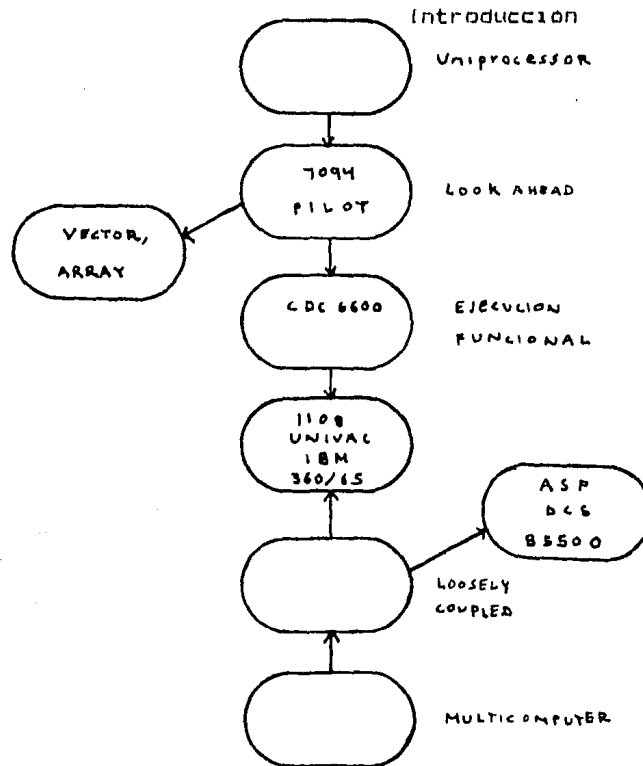 Introducción
UNIPROCESSOR
7094
PILOT
LOOK AHEAD
VECTOR,
ARRAY
CDC 6600
EJECUCION
FUNCIONAL
1108
UNIVAC
IBM
360/65
ASP
DCS
B5500
LOOSELY
COUPLED
MULTICOMPUTER